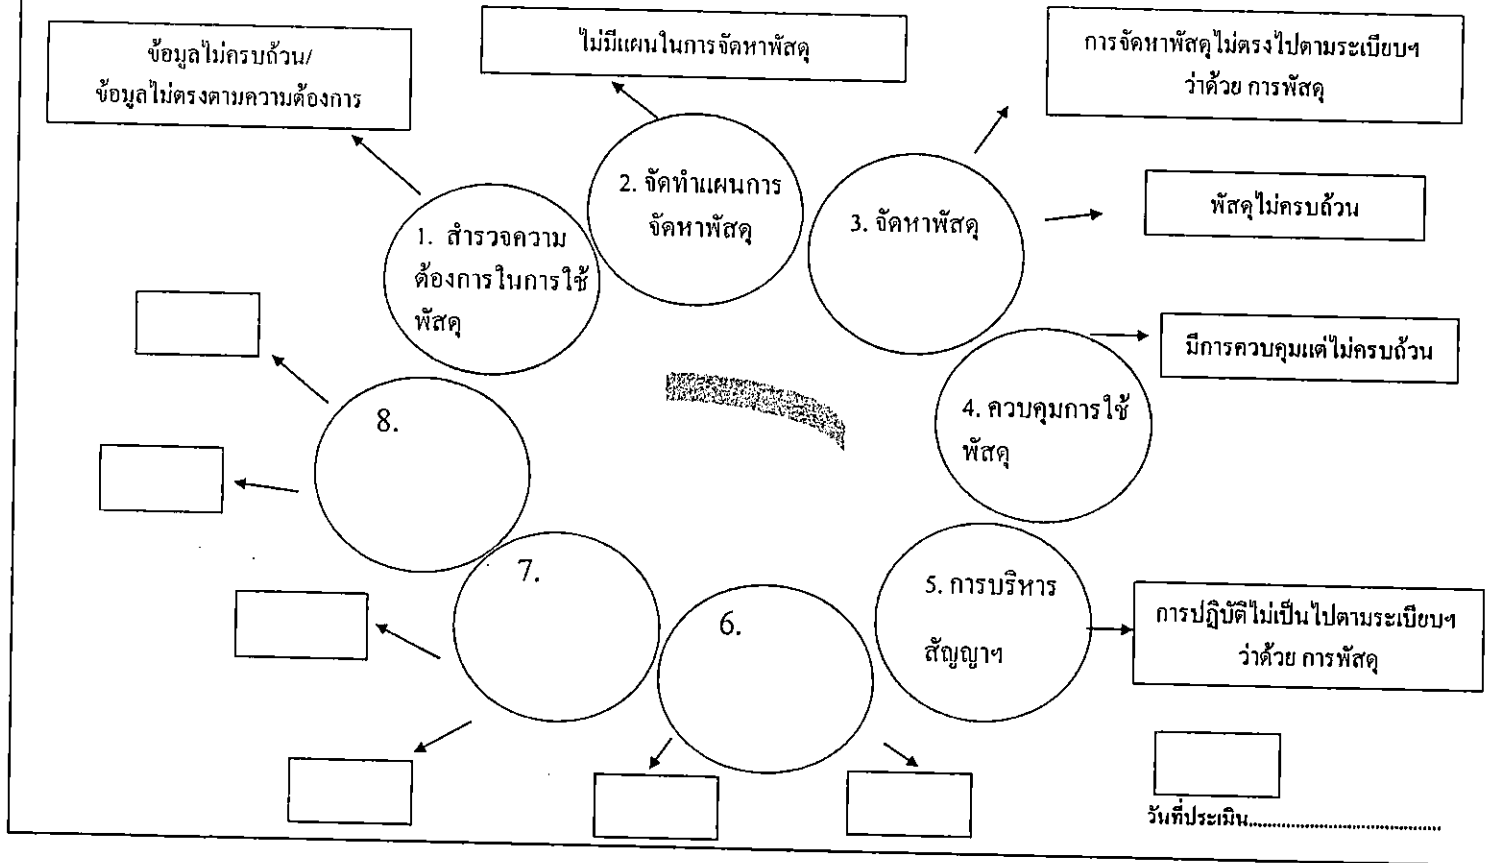 ข้อมูลไม่ครบถ้วน/
ข้อมูลไม่ตรงตามความต้องการ
ไม่มีแผนในการจัดหาพัสดุ
การจัดหาพัสดุไม่ตรงไปตามระเบียบฯ
ว่าด้วย การพัสดุ
1. สำรวจความ
ต้องการในการใช้
พัสดุ
2. จัดทำแผนการ
จัดหาพัสดุ
3. จัดหาพัสดุ
พัสดุไม่ครบถ้วน
มีการควบคุมแต่ไม่ครบถ้วน
4. ควบคุมการใช้
พัสดุ
5. การบริหาร
สัญญาฯ
การปฏิบัติไม่เป็นไปตามระเบียบฯ
ว่าด้วย การพัสดุ
6.
7.
8.
วันที่ประเมิน........................................